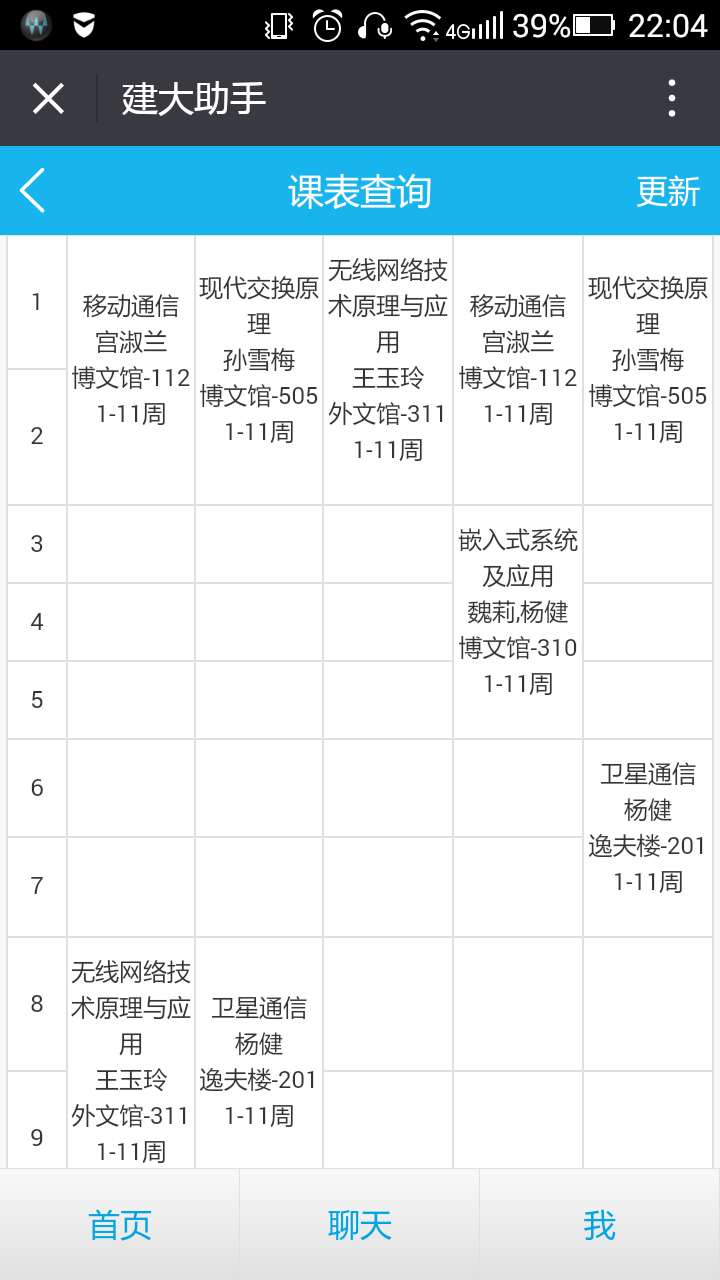 4G 39% 22:04
建大助手
课表查询 更新
1
2
移动通信
宫淑兰
博文馆-112
1-11周
现代交换原
理
孙雪梅
博文馆-505
1-11周
无线网络技
术原理与应
用
王玉玲
外文馆-311
1-11周
移动通信
宫淑兰
博文馆-112
1-11周
现代交换原
理
孙雪梅
博文馆-505
1-11周
3
4
5
嵌入式系统
及应用
魏莉,杨健
博文馆-310
1-11周
6
7
卫星通信
杨健
逸夫楼-201
1-11周
8
9
无线网络技
术原理与应
用
王玉玲
外文馆-311
1-11周
卫星通信
杨健
逸夫楼-201
1-11周
首页 聊天 我